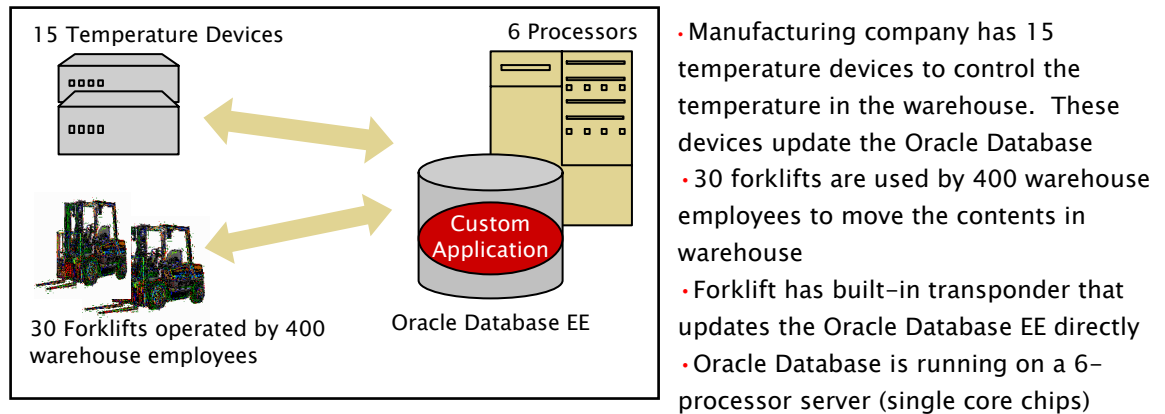 15 Temperature Devices
6 Processors
Custom
Application
30 Forklifts operated by 400
warehouse employees
Oracle Database EE
• Manufacturing company has 15
temperature devices to control the
temperature in the warehouse.  These
devices update the Oracle Database
• 30 forklifts are used by 400 warehouse
employees to move the contents in
warehouse
• Forklift has built-in transponder that
updates the Oracle Database EE directly
• Oracle Database is running on a 6-
processor server (single core chips)